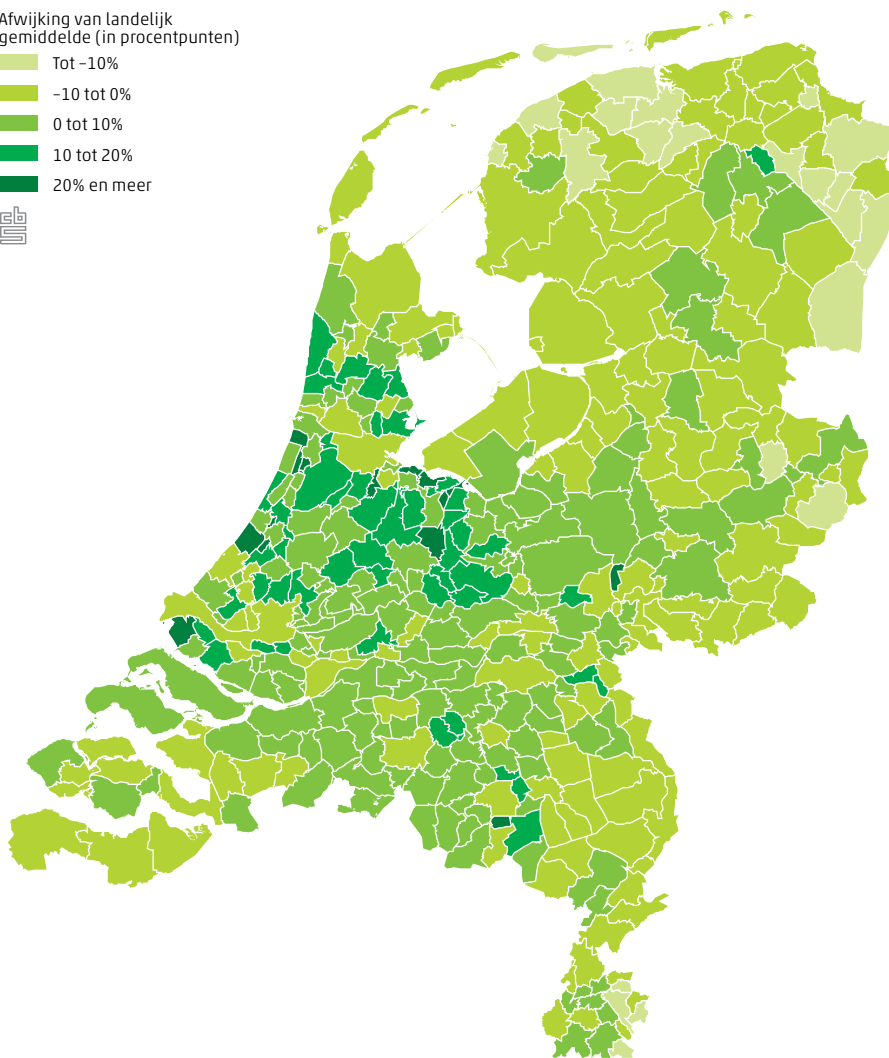 Afwijking van landelijk
gemiddelde (in procentpunten)
Tot –10%
–10 tot 0%
0 tot 10%
10 tot 20%
20% en meer
cbs